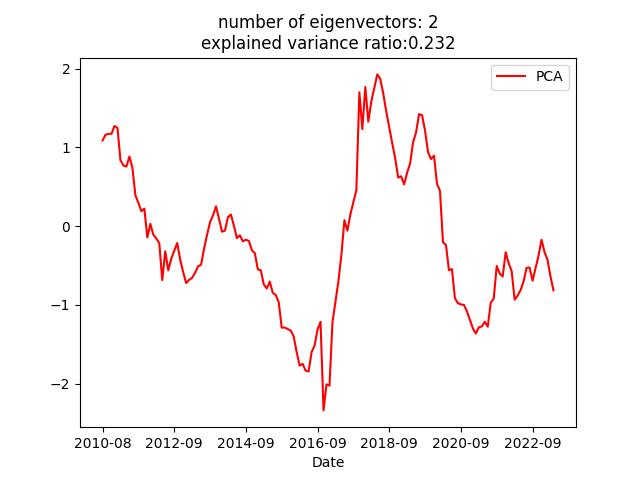 number of eigenvectors: 2
explained variance ratio:0.232
PCA
2
1
0
−1
−2
2010-08 2012-09 2014-09 2016-09 2018-09 2020-09 2022-09
Date